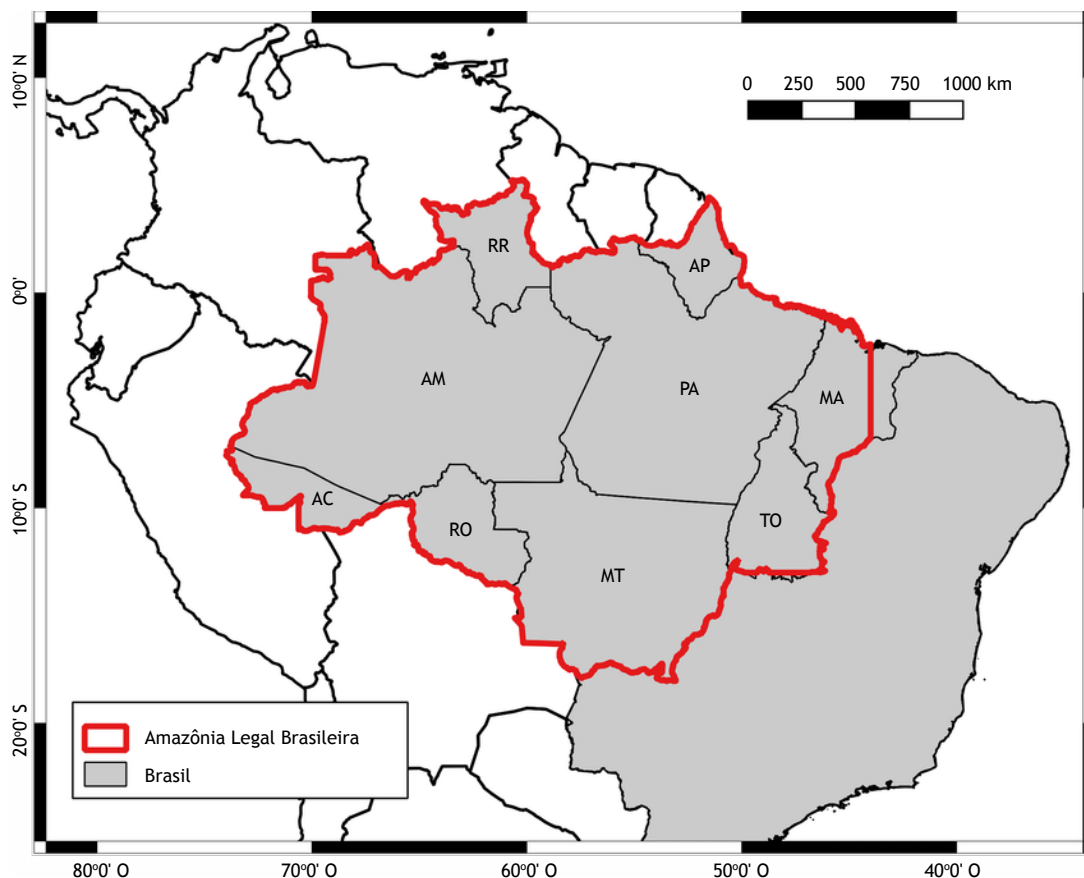 0 250 500 750 1000 km
10º0' N
0º0'
10º0' S
20º0' S
RR
AP
AM
PA
MA
AC
RO
TO
MT
Amazônia Legal Brasileira
Brasil
80º0' O 70º0' O 60º0' O 50º0' O 40º0' O